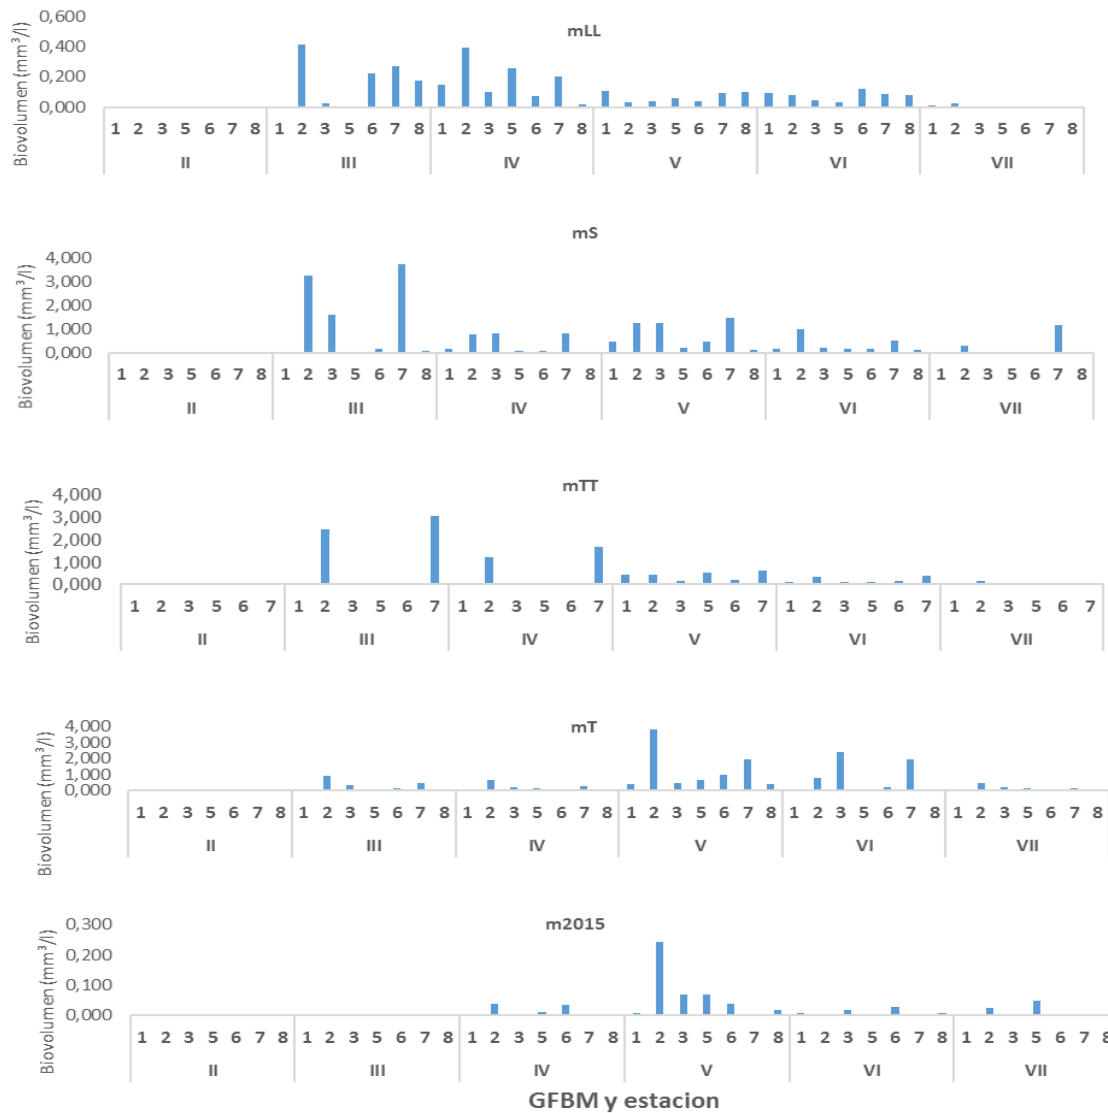 mLL
Biovolumen (mm³/l)
0,600
0,400
0,200
0,000
1 2 3 5 6 7 8 1 2 3 5 6 7 8 1 2 3 5 6 7 8 1 2 3 5 6 7 8 1 2 3 5 6 7 8 1 2 3 5 6 7 8
II III IV V VI VII
mS
Biovolumen (mm³/l)
4,000
3,000
2,000
1,000
0,000
1 2 3 5 6 7 8 1 2 3 5 6 7 8 1 2 3 5 6 7 8 1 2 3 5 6 7 8 1 2 3 5 6 7 8 1 2 3 5 6 7 8
II III IV V VI VII
mTT
Biovolumen (mm³/l)
4,000
3,000
2,000
1,000
0,000
1 2 3 5 6 7 1 2 3 5 6 7 1 2 3 5 6 7 1 2 3 5 6 7 1 2 3 5 6 7 1 2 3 5 6 7
II III IV V VI VII
mT
Biovolumen (mm³/l)
4,000
3,000
2,000
1,000
0,000
1 2 3 5 6 7 8 1 2 3 5 6 7 8 1 2 3 5 6 7 8 1 2 3 5 6 7 8 1 2 3 5 6 7 8 1 2 3 5 6 7 8
II III IV V VI VII
m2015
Biovolumen (mm³/l)
0,300
0,200
0,100
0,000
1 2 3 5 6 7 8 1 2 3 5 6 7 8 1 2 3 5 6 7 8 1 2 3 5 6 7 8 1 2 3 5 6 7 8 1 2 3 5 6 7 8
II III IV V VI VII
GFBM y estacion